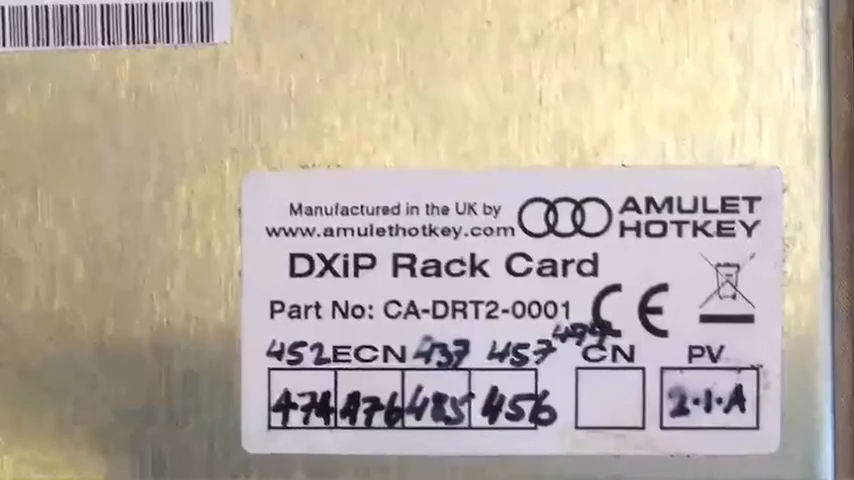 Manufactured in the UK by
www.amulethotkey.com
AMULET
HOTKEY
DXiP Rack Card
Part No: CA-DRT2-0001 CE
452 ECN 437 457 CN PV
474 476 485 456 2.1.A